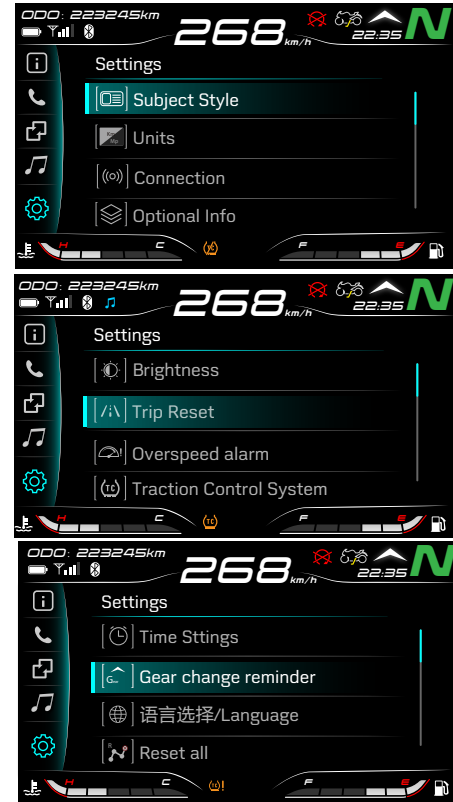 ODO: 223245km
268 km/h
22:35
N
Settings
Subject Style
Units
Connection
Optional Info
H C
F E
ODO: 223245km
268 km/h
22:35
N
Settings
Brightness
Trip Reset
Overspeed alarm
TC Traction Control System
H C
TC
F E
ODO: 223245km
268 km/h
22:35
N
Settings
Time Sttings
G Gear change reminder
语言选择/Language
R N Reset all
H C
TC !
F E